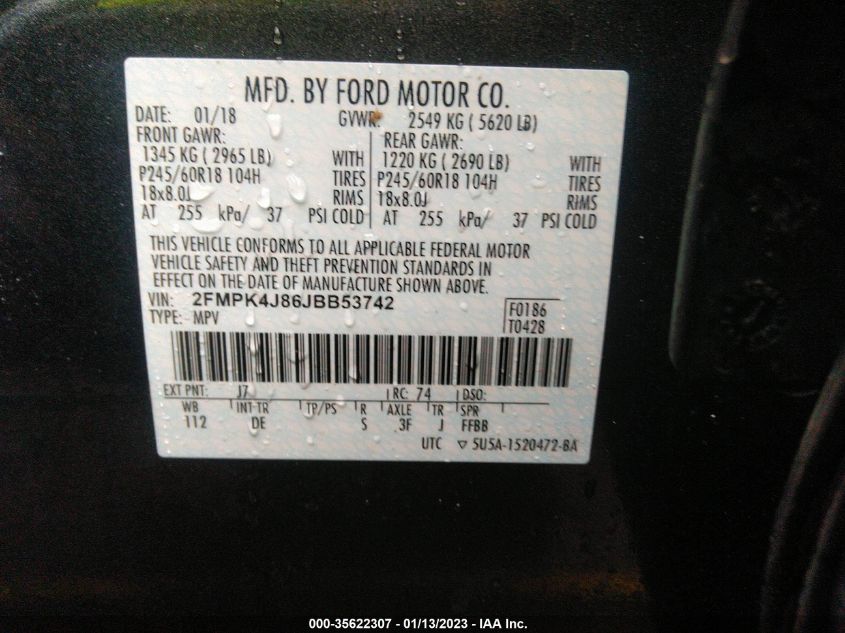 MFD. BY FORD MOTOR CO.
DATE: 01/18 GVWR: 2549 KG ( 5620 LB)
FRONT GAWR: REAR GAWR:
1345 KG ( 2965 LB) WITH 1220 KG ( 2690 LB) WITH
P245/60R18 104H TIRES P245/60R18 104H TIRES
18x8.0J RIMS 18x8.0J RIMS
AT 255 kPa/ 37 PSI COLD AT 255 kPa/ 37 PSI COLD
THIS VEHICLE CONFORMS TO ALL APPLICABLE FEDERAL MOTOR
VEHICLE SAFETY AND THEFT PREVENTION STANDARDS IN
EFFECT ON THE DATE OF MANUFACTURE SHOWN ABOVE.
VIN: 2FMPK4J86JBB53742 F0186
TYPE: MPV T0428
EXT PNT: J7 RC: 74 DSO:
WB INT TR TP/PS R AXLE TR SPR
112 DE S 3F J FFBB
UTC ▽ 5U5A-1520472-BA
000-35622307 - 01/13/2023 - IAA Inc.